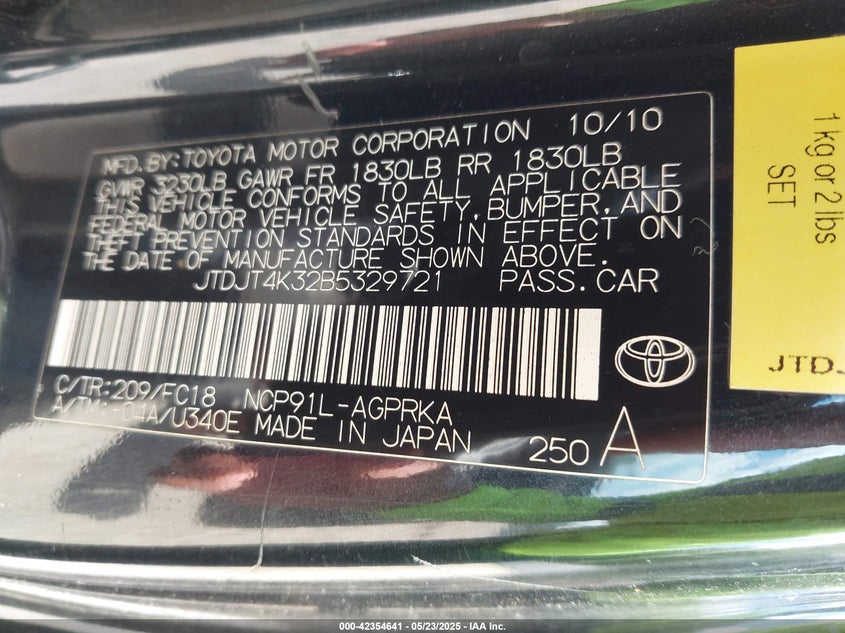 MFD.BY:TOYOTA MOTOR CORPORATION 10/10
GVWR 3230LB GAWR FR 1830LB RR 1830LB
THIS VEHICLE CONFORMS TO ALL APPLICABLE
FEDERAL MOTOR VEHICLE SAFETY,BUMPER,AND
THEFT PREVENTION STANDARDS IN EFFECT ON
THE DATE OF MANUFACTURE SHOWN ABOVE.
JTDJT4K32B5329721 PASS.CAR
C/TR:209/FC18 NCP91L-AGPRKA
A/TM:-04A/U340E MADE IN JAPAN
250 A
1 kg or 2 lbs
SET
JTDJ
000-42354641 - 05/23/2025 - IAA Inc.